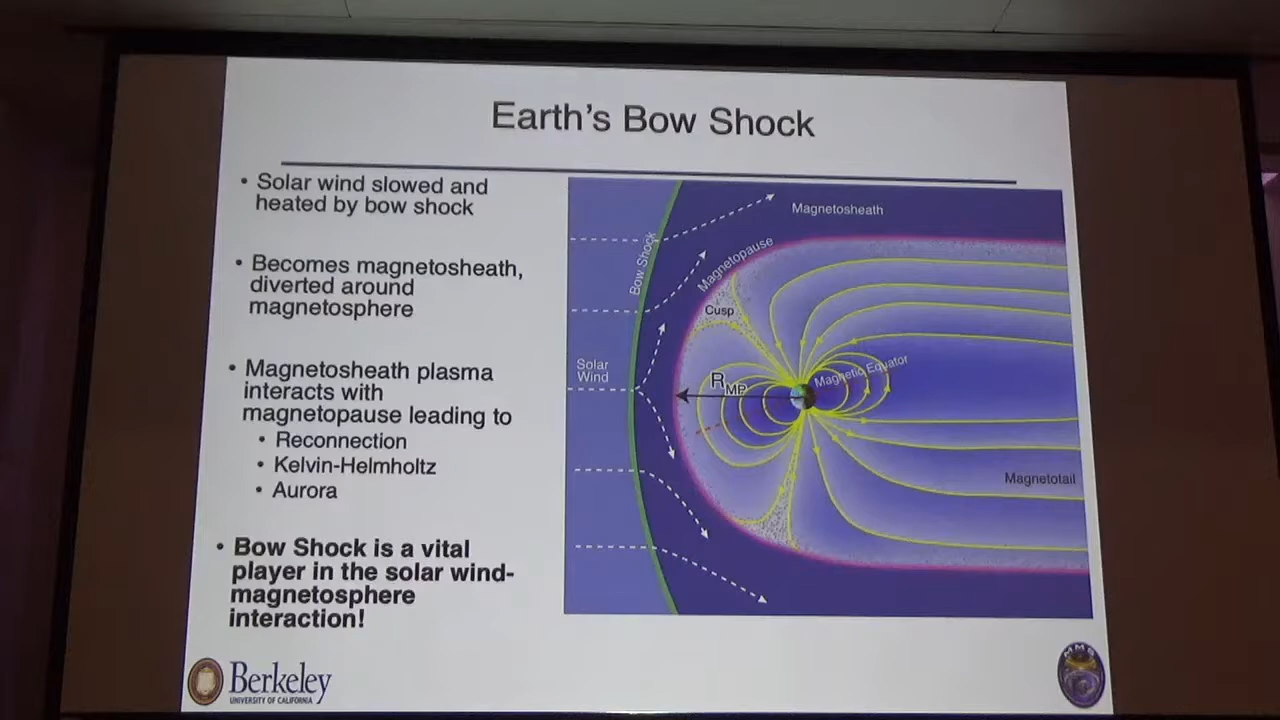 Earth's Bow Shock
• Solar wind slowed and
heated by bow shock
• Becomes magnetosheath,
diverted around
magnetosphere
• Magnetosheath plasma
interacts with
magnetopause leading to
• Reconnection
• Kelvin-Helmholtz
• Aurora
• Bow Shock is a vital
player in the solar wind-
magnetosphere
interaction!
Magnetosheath
Bow Shock
Magnetopause
Cusp
Solar
Wind
RMP
Magnetic Equator
Magnetotail
Berkeley
UNIVERSITY OF CALIFORNIA
MMS